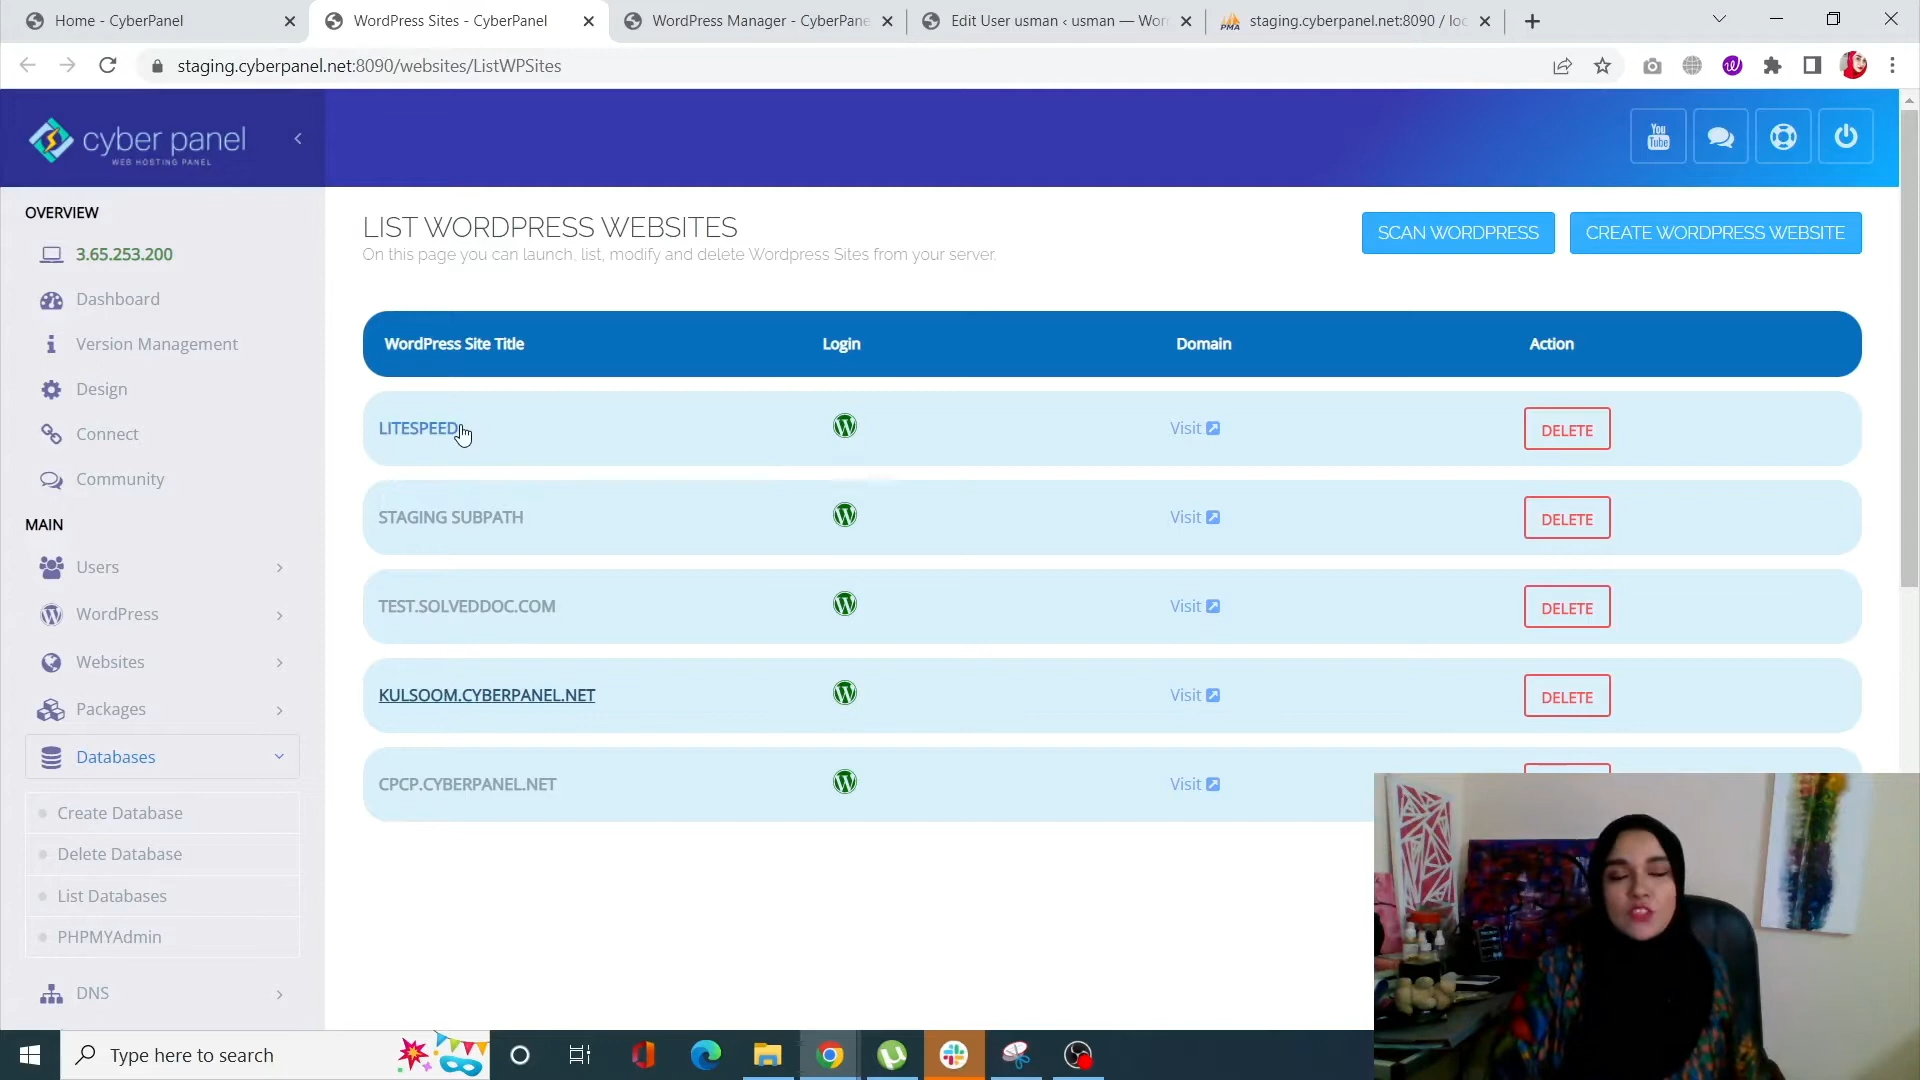 Home - CyberPanel
WordPress Sites - CyberPanel
WordPress Manager - CyberPane
Edit User usman ‹ usman — Wor
staging.cyberpanel.net:8090 / loc
staging.cyberpanel.net:8090/websites/ListWPSites
cyber panel
WEB HOSTING PANEL
You
Tube
OVERVIEW
3.65.253.200
Dashboard
Version Management
Design
Connect
Community
MAIN
Users
WordPress
Websites
Packages
Databases
Create Database
Delete Database
List Databases
PHPMYAdmin
DNS
LIST WORDPRESS WEBSITES
On this page you can launch, list, modify and delete Wordpress Sites from your server.
SCAN WORDPRESS
CREATE WORDPRESS WEBSITE
WordPress Site Title Login Domain Action
LITESPEED Visit DELETE
STAGING SUBPATH Visit DELETE
TEST.SOLVEDDOC.COM Visit DELETE
KULSOOM.CYBERPANEL.NET Visit DELETE
CPCP.CYBERPANEL.NET Visit
Type here to search